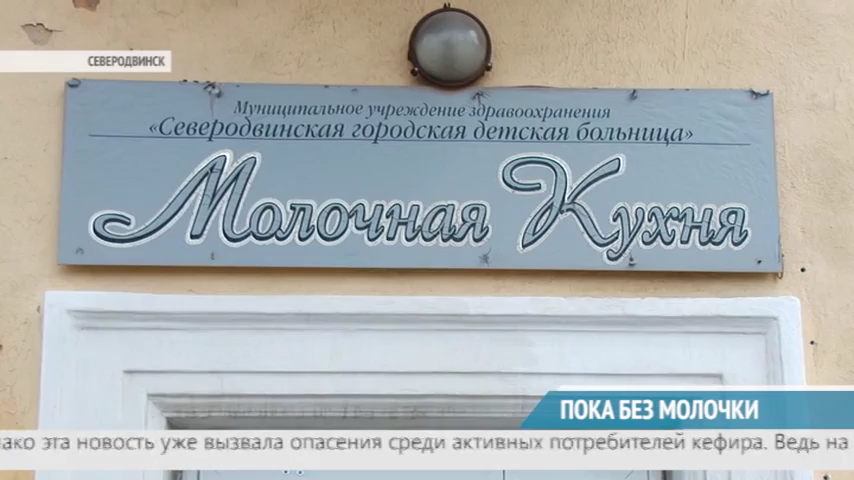 СЕВЕРОДВИНСК
Муниципальное учреждение здравоохранения
«Северодвинская городская детская больница»
Молочная Кухня
ПОКА БЕЗ МОЛОЧКИ
эта новость уже вызвала опасения среди активных потребителей кефира. Ведь на